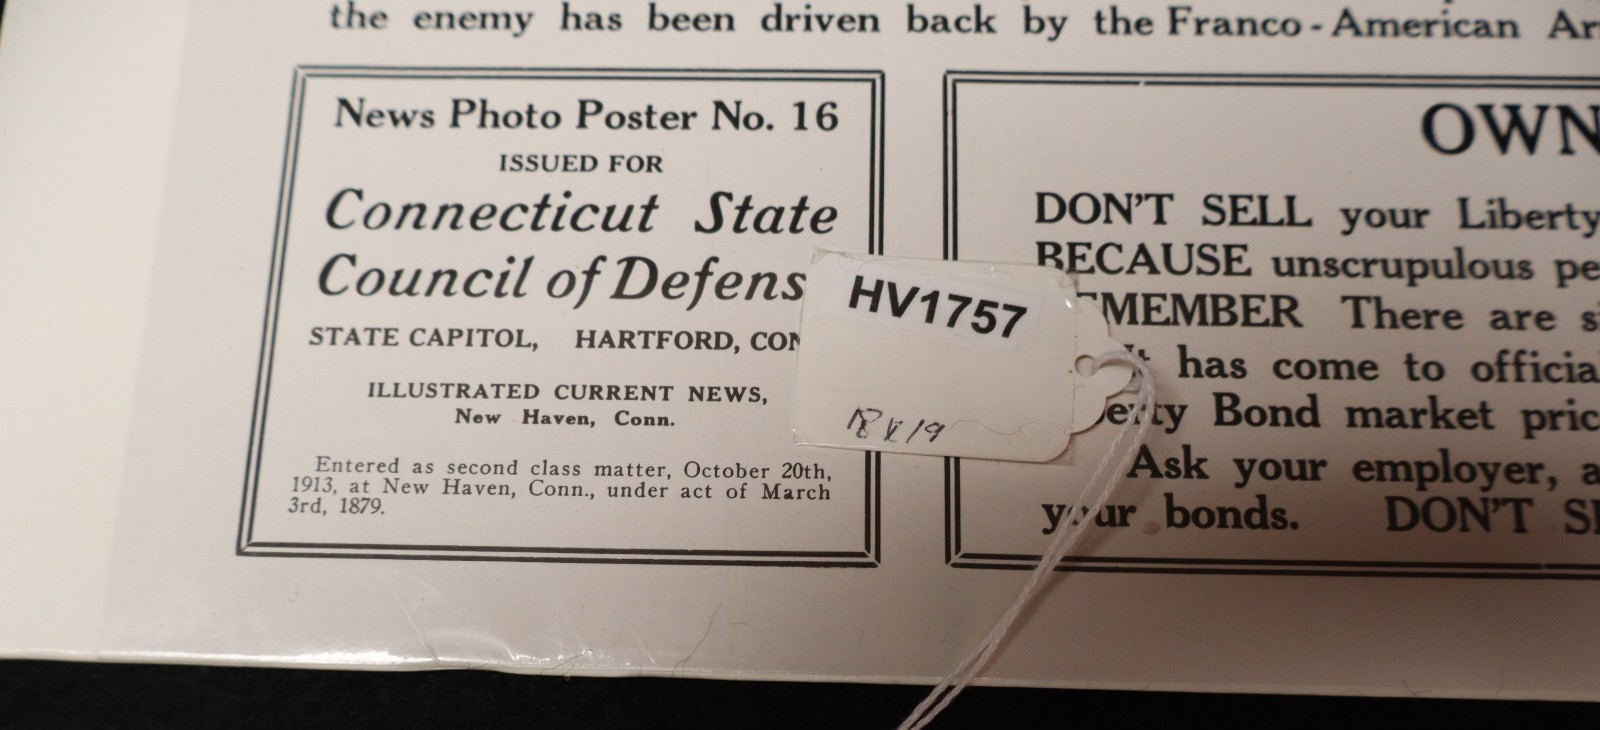 the enemy has been driven back by the Franco-American Ar
News Photo Poster No. 16
ISSUED FOR
Connecticut State
Council of Defens
STATE CAPITOL, HARTFORD, CON
ILLUSTRATED CURRENT NEWS,
New Haven, Conn.
Entered as second class matter, October 20th,
1913, at New Haven, Conn., under act of March
3rd, 1879.
HV1757
18 x 19
OWN
DON'T SELL your Liberty
BECAUSE unscrupulous pe
EMEMBER There are s
has come to officia
erty Bond market pric
Ask your employer, a
your bonds. DON'T SE